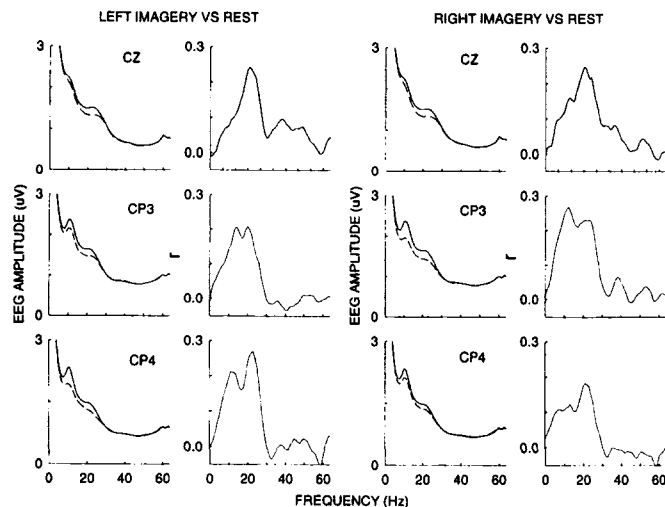 LEFT IMAGERY VS REST
RIGHT IMAGERY VS REST
3
CZ
0
0.3
0.0
3
CZ
0
0.3
0.0
3
CP3
0
0.3
0.0
3
CP3
0
0.3
0.0
3
CP4
0
0.3
0.0
3
CP4
0
0.3
0.0
EEG AMPLITUDE (uV)
r
EEG AMPLITUDE (uV)
r
0 20 40 60
0 20 40 60
0 20 40 60
0 20 40 60
FREQUENCY (Hz)